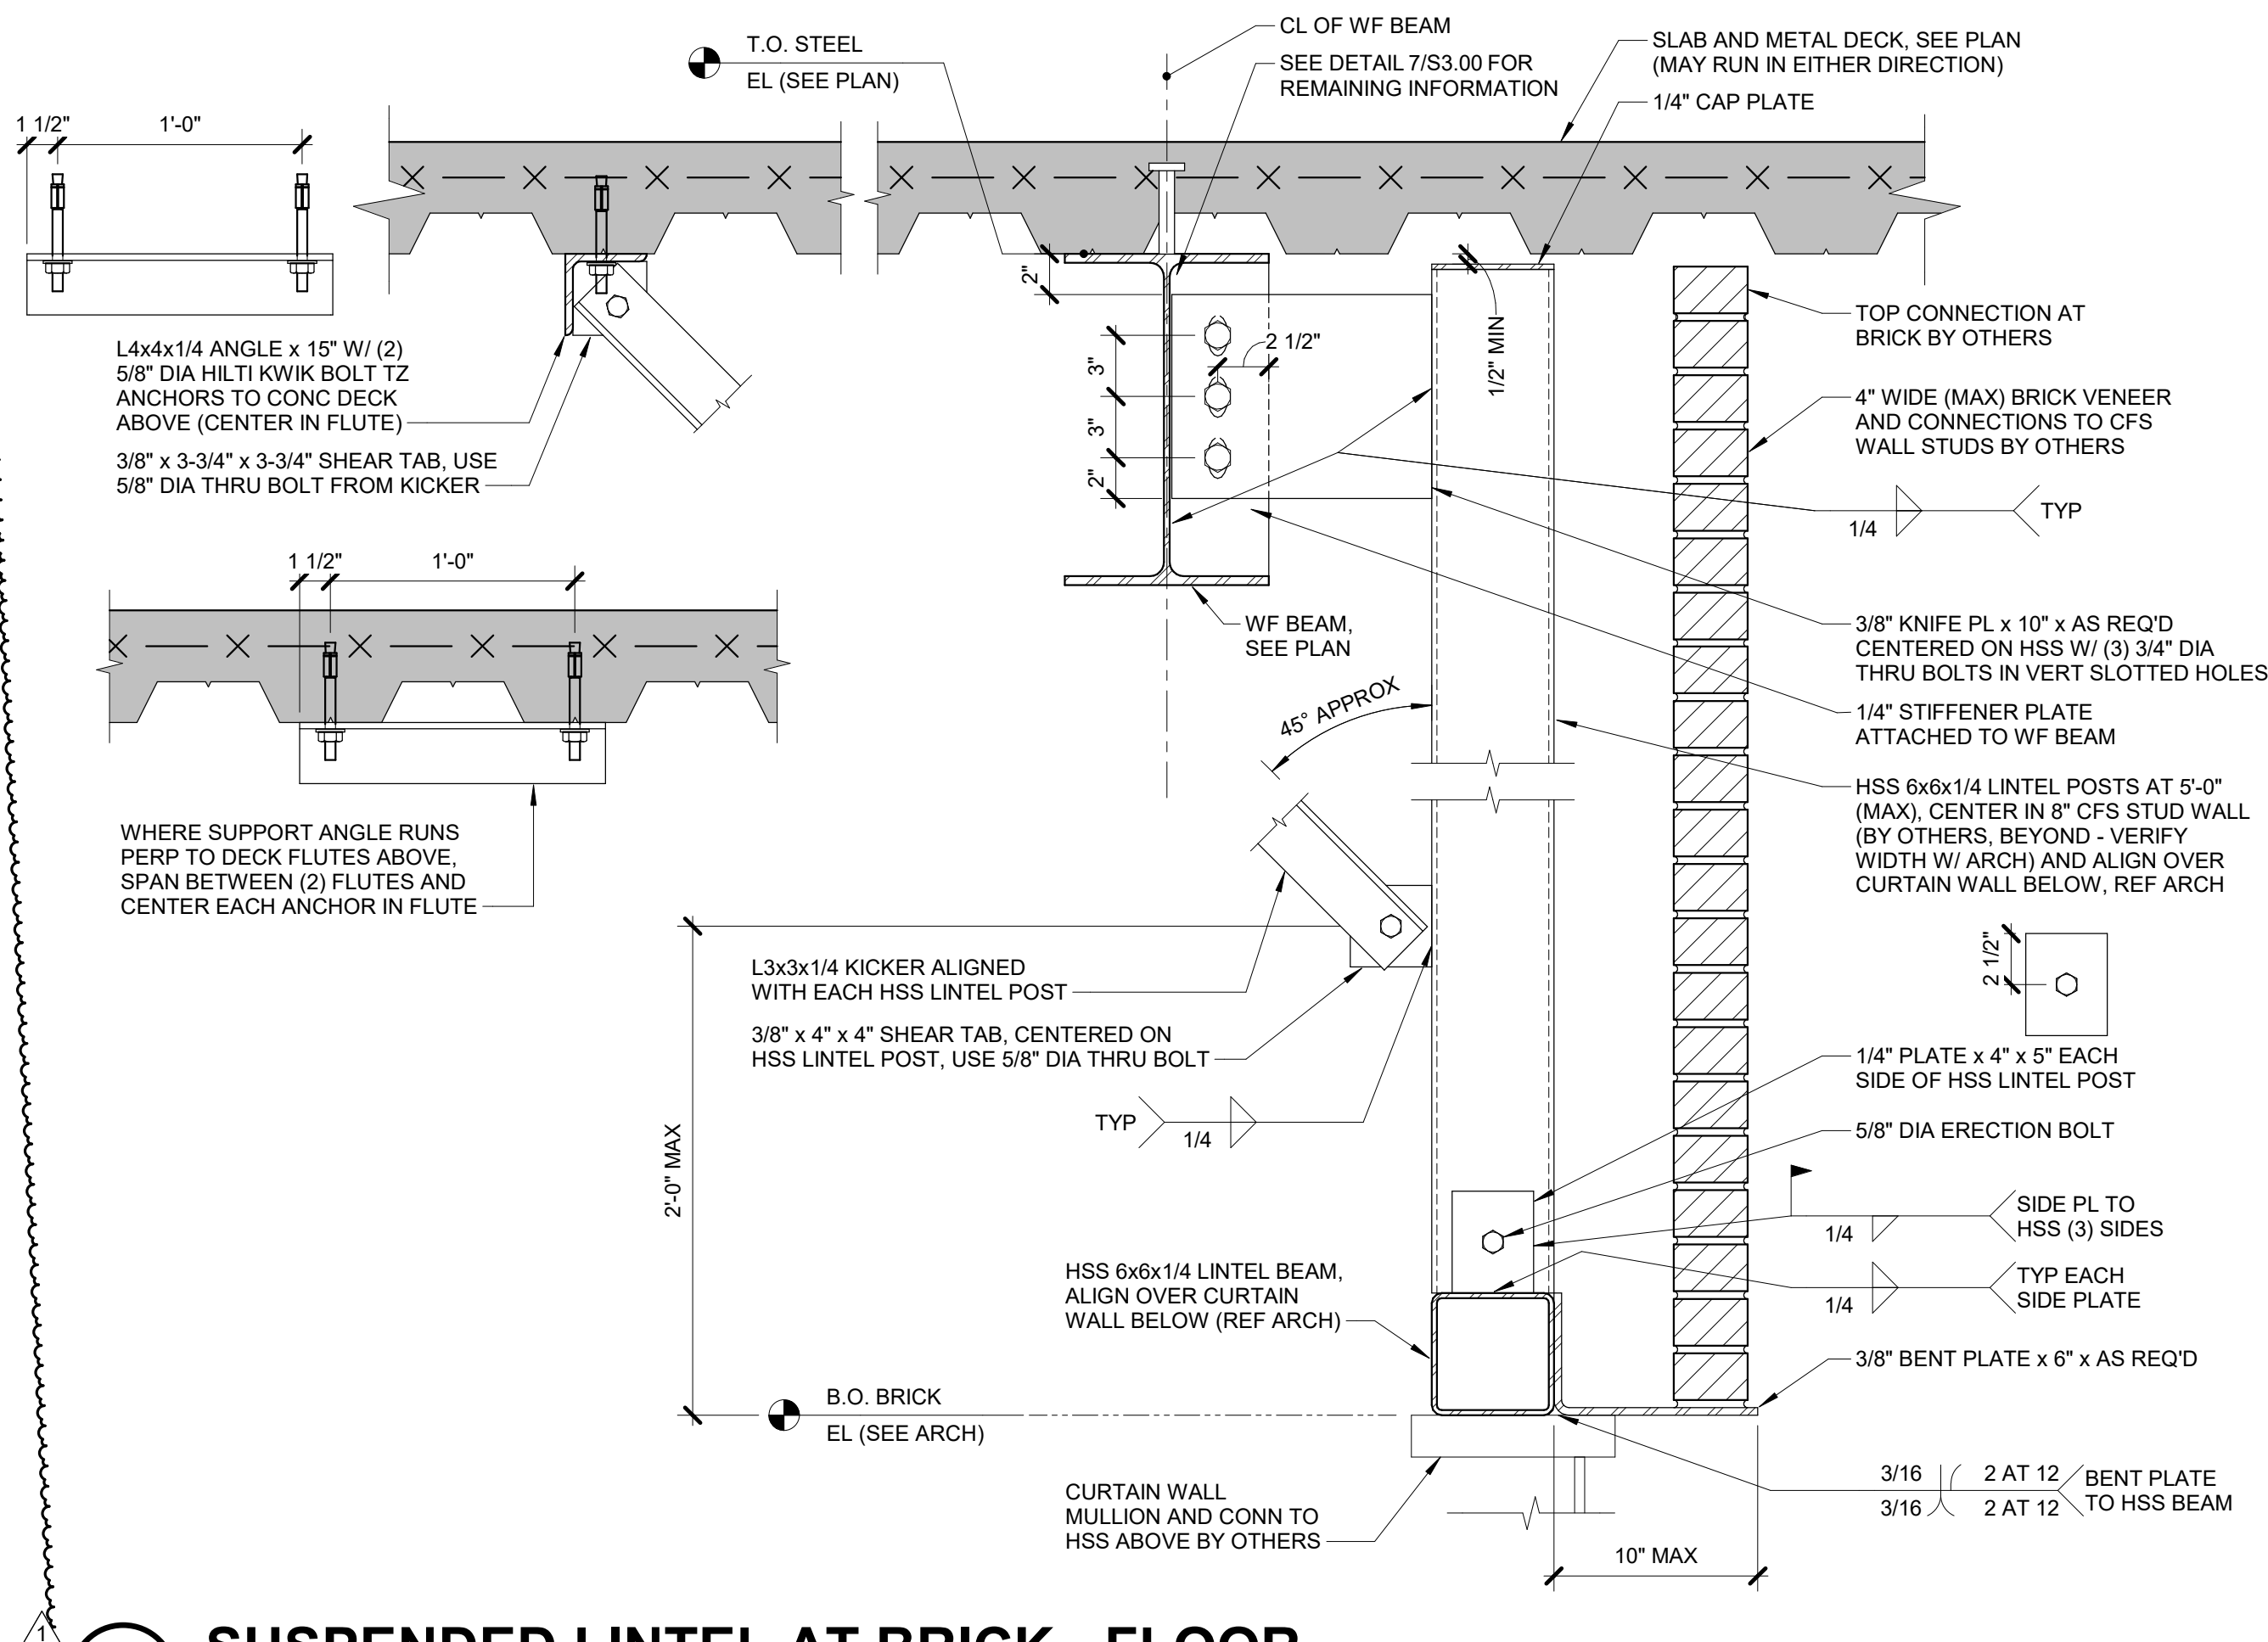 T.O. STEEL
EL (SEE PLAN)
CL OF WF BEAM
SEE DETAIL 7/S3.00 FOR
REMAINING INFORMATION
SLAB AND METAL DECK, SEE PLAN
(MAY RUN IN EITHER DIRECTION)
1/4" CAP PLATE
1 1/2"
1'-0"
L4x4x1/4 ANGLE x 15" W/ (2)
5/8" DIA HILTI KWIK BOLT TZ
ANCHORS TO CONC DECK
ABOVE (CENTER IN FLUTE)
3/8" x 3-3/4" x 3-3/4" SHEAR TAB, USE
5/8" DIA THRU BOLT FROM KICKER
2"
3"
3"
2"
2 1/2"
1/2" MIN
TOP CONNECTION AT
BRICK BY OTHERS
4" WIDE (MAX) BRICK VENEER
AND CONNECTIONS TO CFS
WALL STUDS BY OTHERS
1/4
TYP
1 1/2"
1'-0"
WF BEAM,
SEE PLAN
3/8" KNIFE PL x 10" x AS REQ'D
CENTERED ON HSS W/ (3) 3/4" DIA
THRU BOLTS IN VERT SLOTTED HOLES
1/4" STIFFENER PLATE
ATTACHED TO WF BEAM
45° APPROX
HSS 6x6x1/4 LINTEL POSTS AT 5'-0"
(MAX), CENTER IN 8" CFS STUD WALL
(BY OTHERS, BEYOND - VERIFY
WIDTH W/ ARCH) AND ALIGN OVER
CURTAIN WALL BELOW, REF ARCH
WHERE SUPPORT ANGLE RUNS
PERP TO DECK FLUTES ABOVE,
SPAN BETWEEN (2) FLUTES AND
CENTER EACH ANCHOR IN FLUTE
L3x3x1/4 KICKER ALIGNED
WITH EACH HSS LINTEL POST
3/8" x 4" x 4" SHEAR TAB, CENTERED ON
HSS LINTEL POST, USE 5/8" DIA THRU BOLT
2 1/2"
1/4" PLATE x 4" x 5" EACH
SIDE OF HSS LINTEL POST
TYP
1/4
5/8" DIA ERECTION BOLT
2'-0" MAX
1/4
SIDE PL TO
HSS (3) SIDES
HSS 6x6x1/4 LINTEL BEAM,
ALIGN OVER CURTAIN
WALL BELOW (REF ARCH)
1/4
TYP EACH
SIDE PLATE
3/8" BENT PLATE x 6" x AS REQ'D
B.O. BRICK
EL (SEE ARCH)
CURTAIN WALL
MULLION AND CONN TO
HSS ABOVE BY OTHERS
3/16 2 AT 12
3/16 2 AT 12
BENT PLATE
TO HSS BEAM
10" MAX
1
SUSPENDED LINTEL AT BRICK - FLOOR